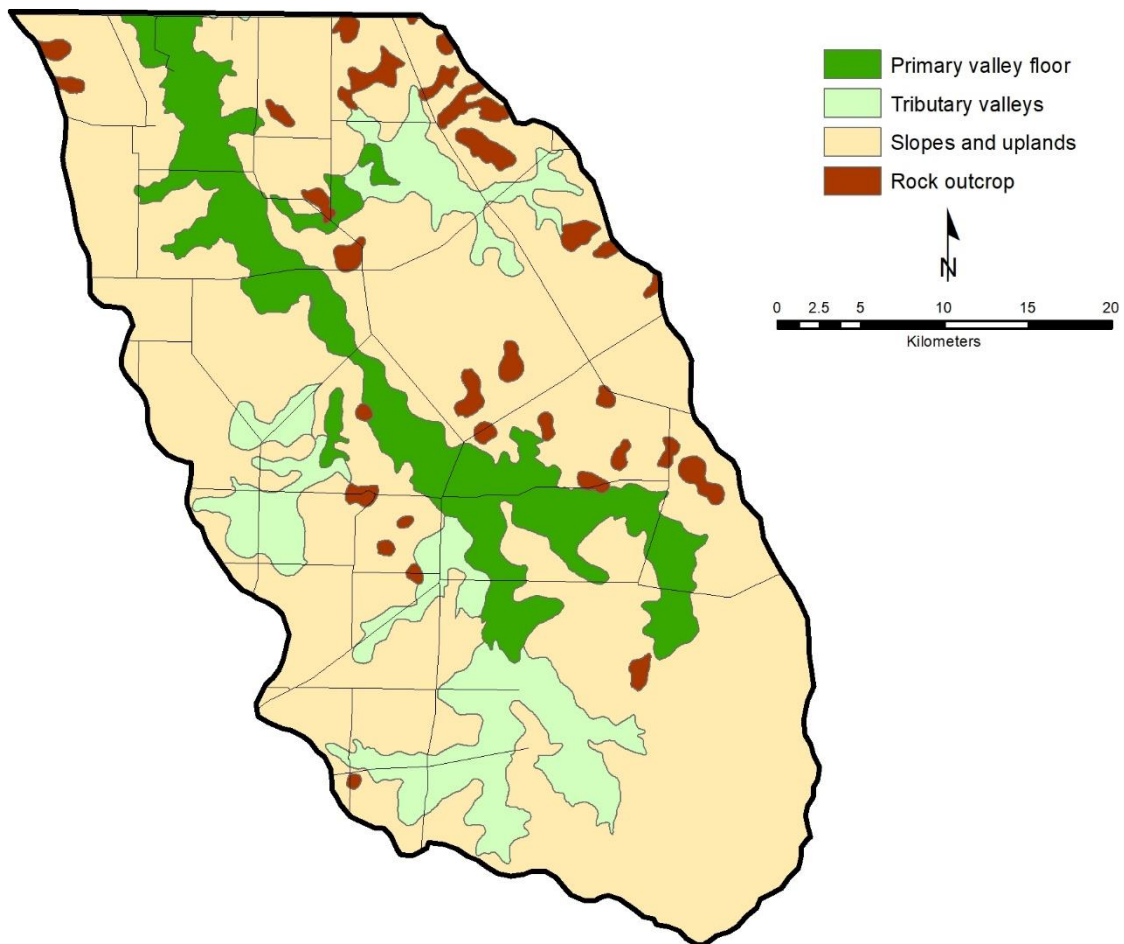 Primary valley floor
Tributary valleys
Slopes and uplands
Rock outcrop
N
0 2.5 5 10 15 20
Kilometers